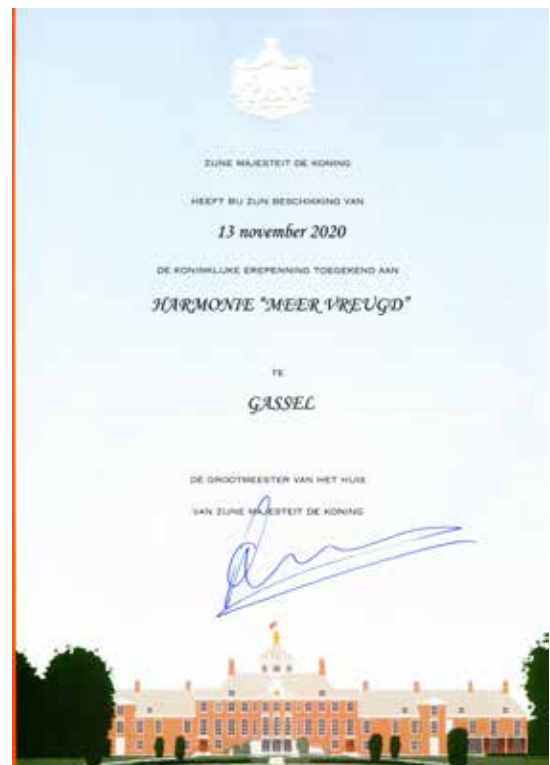 ZIJNE MAJESTEIT DE KONING
HEEFT BIJ ZIJN BESCHIKKING VAN
13 november 2020
DE KONINKLIJKE EREPENNING TOEGEKEND AAN
HARMONIE "MEER VREUGD"
TE
GASSEL
DE GROOTMEESTER VAN HET HUIS
VAN ZIJNE MAJESTEIT DE KONING